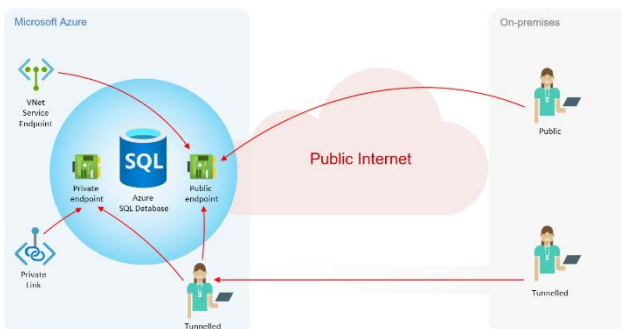 Microsoft Azure
On-premises
VNet
Service
Endpoint
Public
Public Internet
SQL
Private
endpoint
Azure
SQL Database
Public
endpoint
Private
Link
Tunnelled
Tunnelled